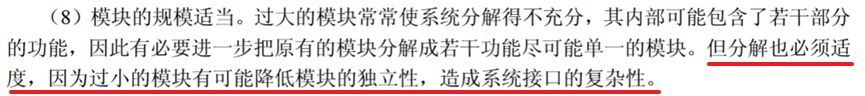 （8）模块的规模适当。过大的模块常常使系统分解得不充分，其内部可能包含了若干部分
的功能，因此有必要进一步把原有的模块分解成若干功能尽可能单一的模块。但分解也必须适
度，因为过小的模块有可能降低模块的独立性，造成系统接口的复杂性。